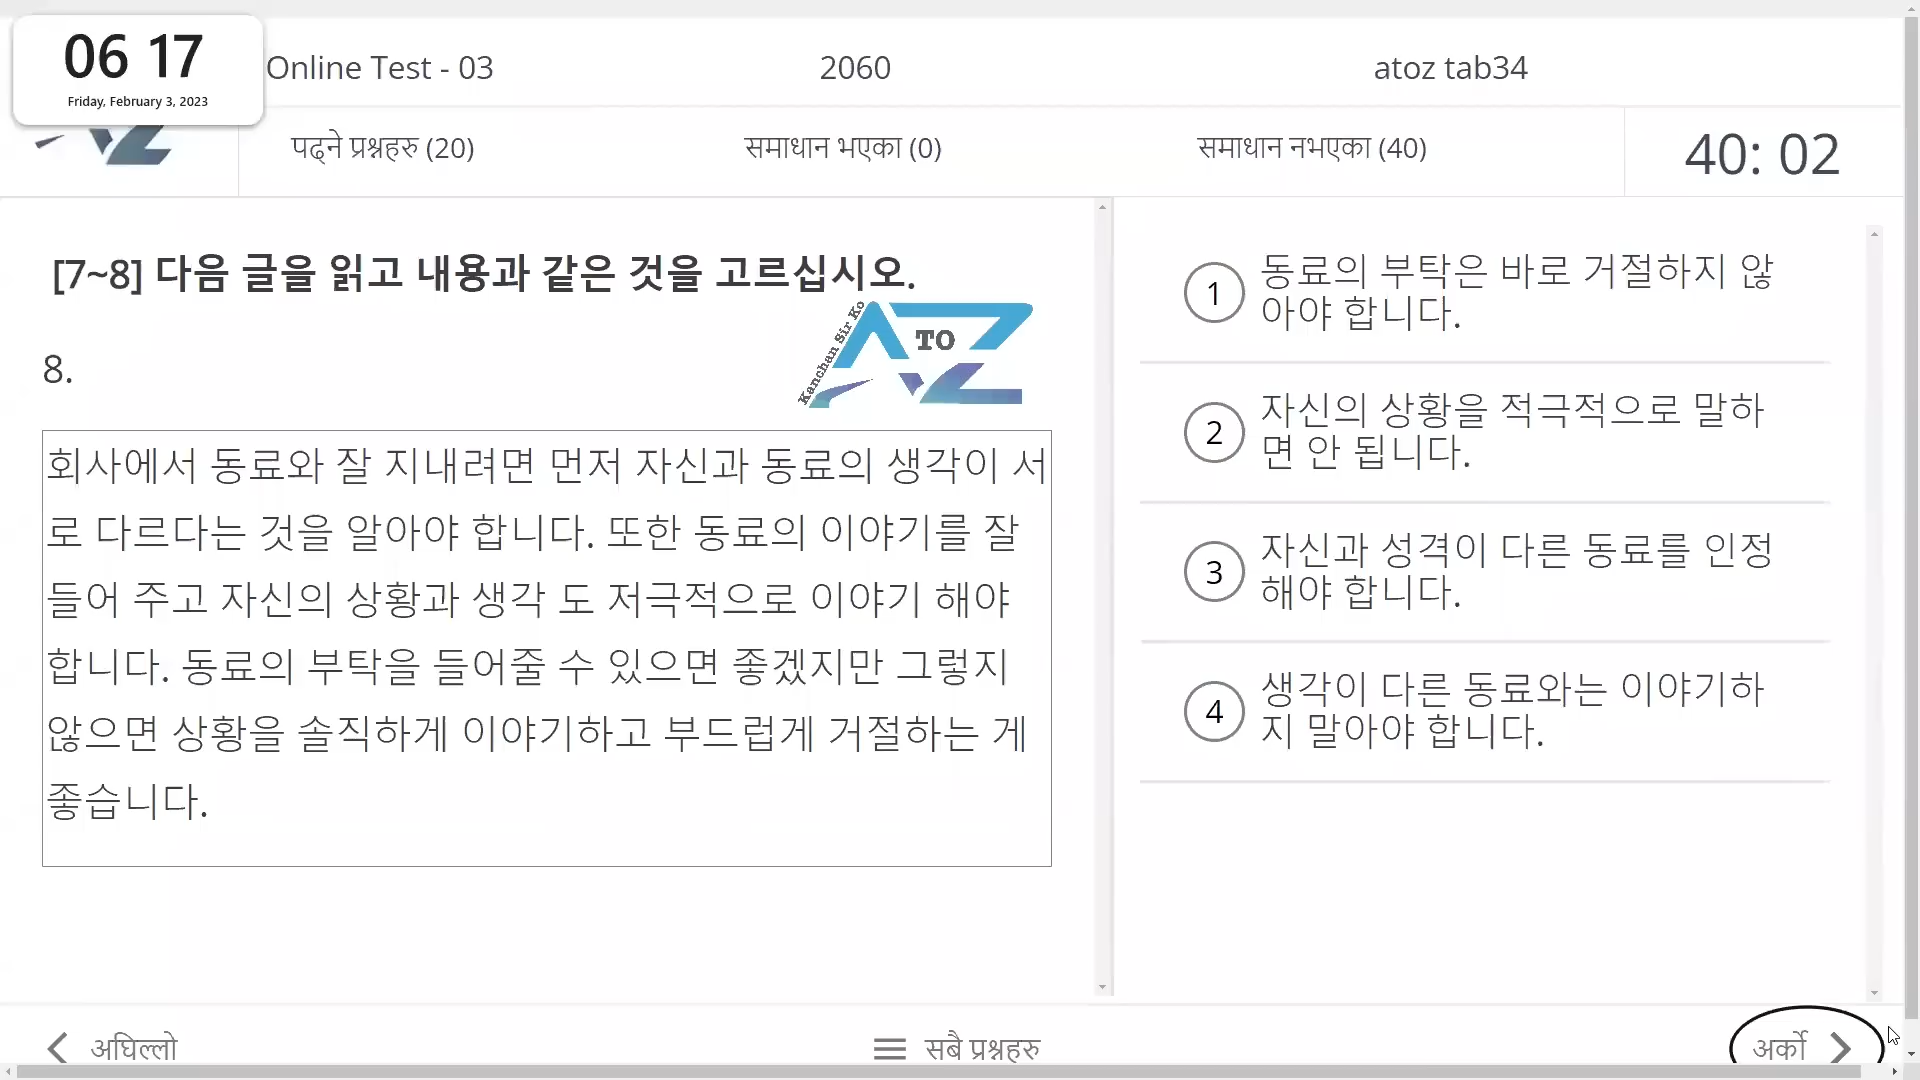 06 17
Friday, February 3, 2023
Online Test - 03
2060
atoz tab34
पढ्ने प्रश्नहरु (20)
समाधान भएका (0)
समाधान नभएका (40)
40: 02
[7~8] 다음 글을 읽고 내용과 같은 것을 고르십시오.
Kanchan Sir Ko
A TO Z
8.
회사에서 동료와 잘 지내려면 먼저 자신과 동료의 생각이 서
로 다르다는 것을 알아야 합니다. 또한 동료의 이야기를 잘
들어 주고 자신의 상황과 생각 도 저극적으로 이야기 해야
합니다. 동료의 부탁을 들어줄 수 있으면 좋겠지만 그렇지
않으면 상황을 솔직하게 이야기하고 부드럽게 거절하는 게
좋습니다.
1 동료의 부탁은 바로 거절하지 않
아야 합니다.
2 자신의 상황을 적극적으로 말하
면 안 됩니다.
3 자신과 성격이 다른 동료를 인정
해야 합니다.
4 생각이 다른 동료와는 이야기하
지 말아야 합니다.
अघिल्लो
सबै प्रश्नहरु
अर्को